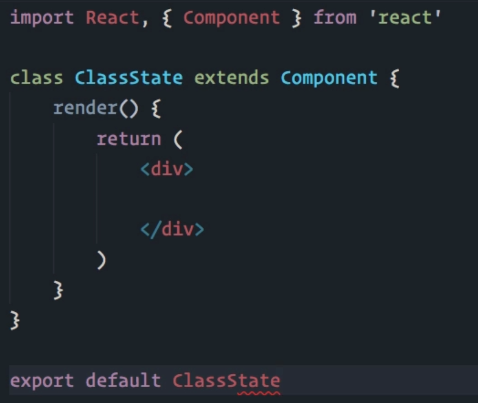 import React, { Component } from 'react'
class ClassState extends Component {
render() {
return (
<div>
</div>
)
}
}
export default ClassState